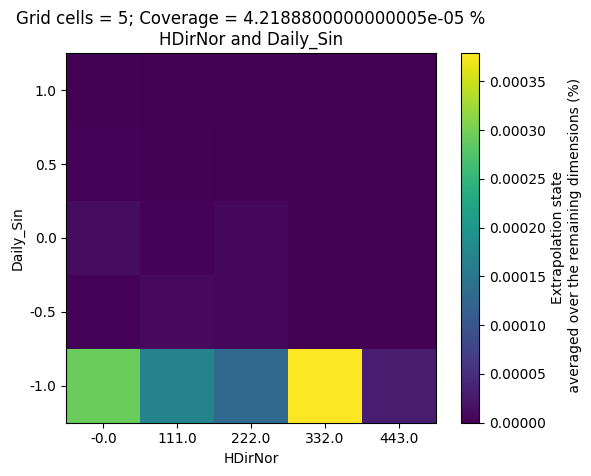 Grid cells = 5; Coverage = 4.2188800000000005e-05 %
HDirNor and Daily_Sin
1.0
0.5
0.0
-0.5
-1.0
Daily_Sin
-0.0 111.0 222.0 332.0 443.0
HDirNor
0.00035
0.00030
0.00025
0.00020
0.00015
0.00010
0.00005
0.00000
Extrapolation state
averaged over the remaining dimensions (%)